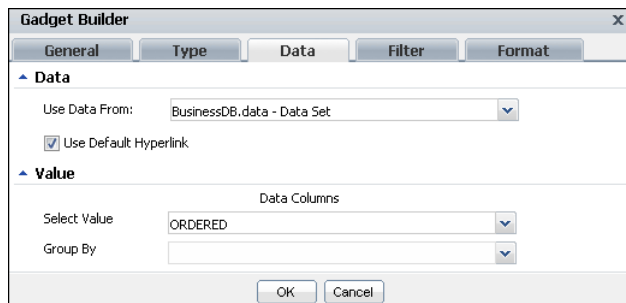 Gadget Builder x
General Type Data Filter Format
Data
Use Data From: BusinessDB.data - Data Set
Use Default Hyperlink
Value
Data Columns
Select Value ORDERED
Group By
OK Cancel